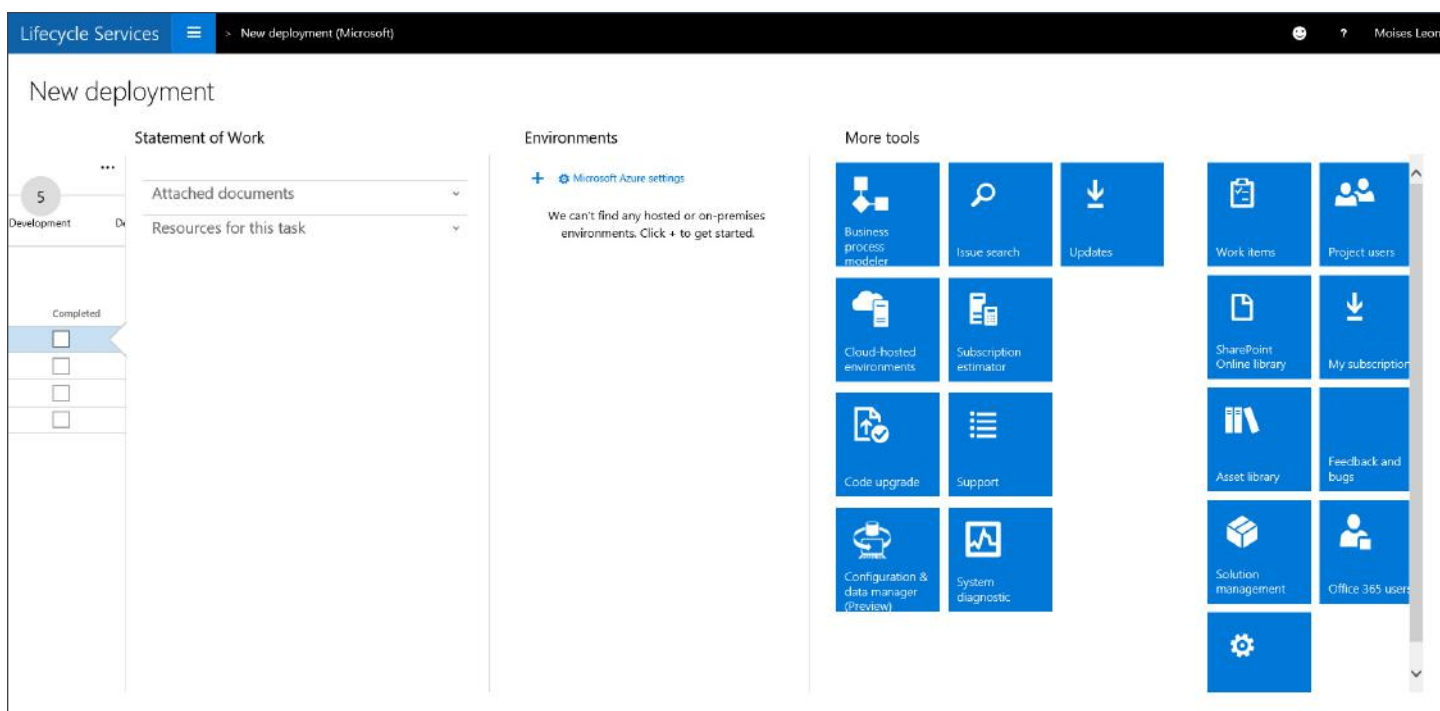 Lifecycle Services
> New deployment (Microsoft)
?
Moises Leon
New deployment
Statement of Work
Environments
More tools
...
5
Development
De
Completed
Attached documents
Resources for this task
+ Microsoft Azure settings
We can't find any hosted or on-premises
environments. Click + to get started.
Business
process
modeler
Issue search
Updates
Work items
Project users
Cloud-hosted
environments
Subscription
estimator
SharePoint
Online library
My subscription
Code upgrade
Support
Asset library
Feedback and
bugs
Configuration &
data manager
(Preview)
System
diagnostic
Solution
management
Office 365 users